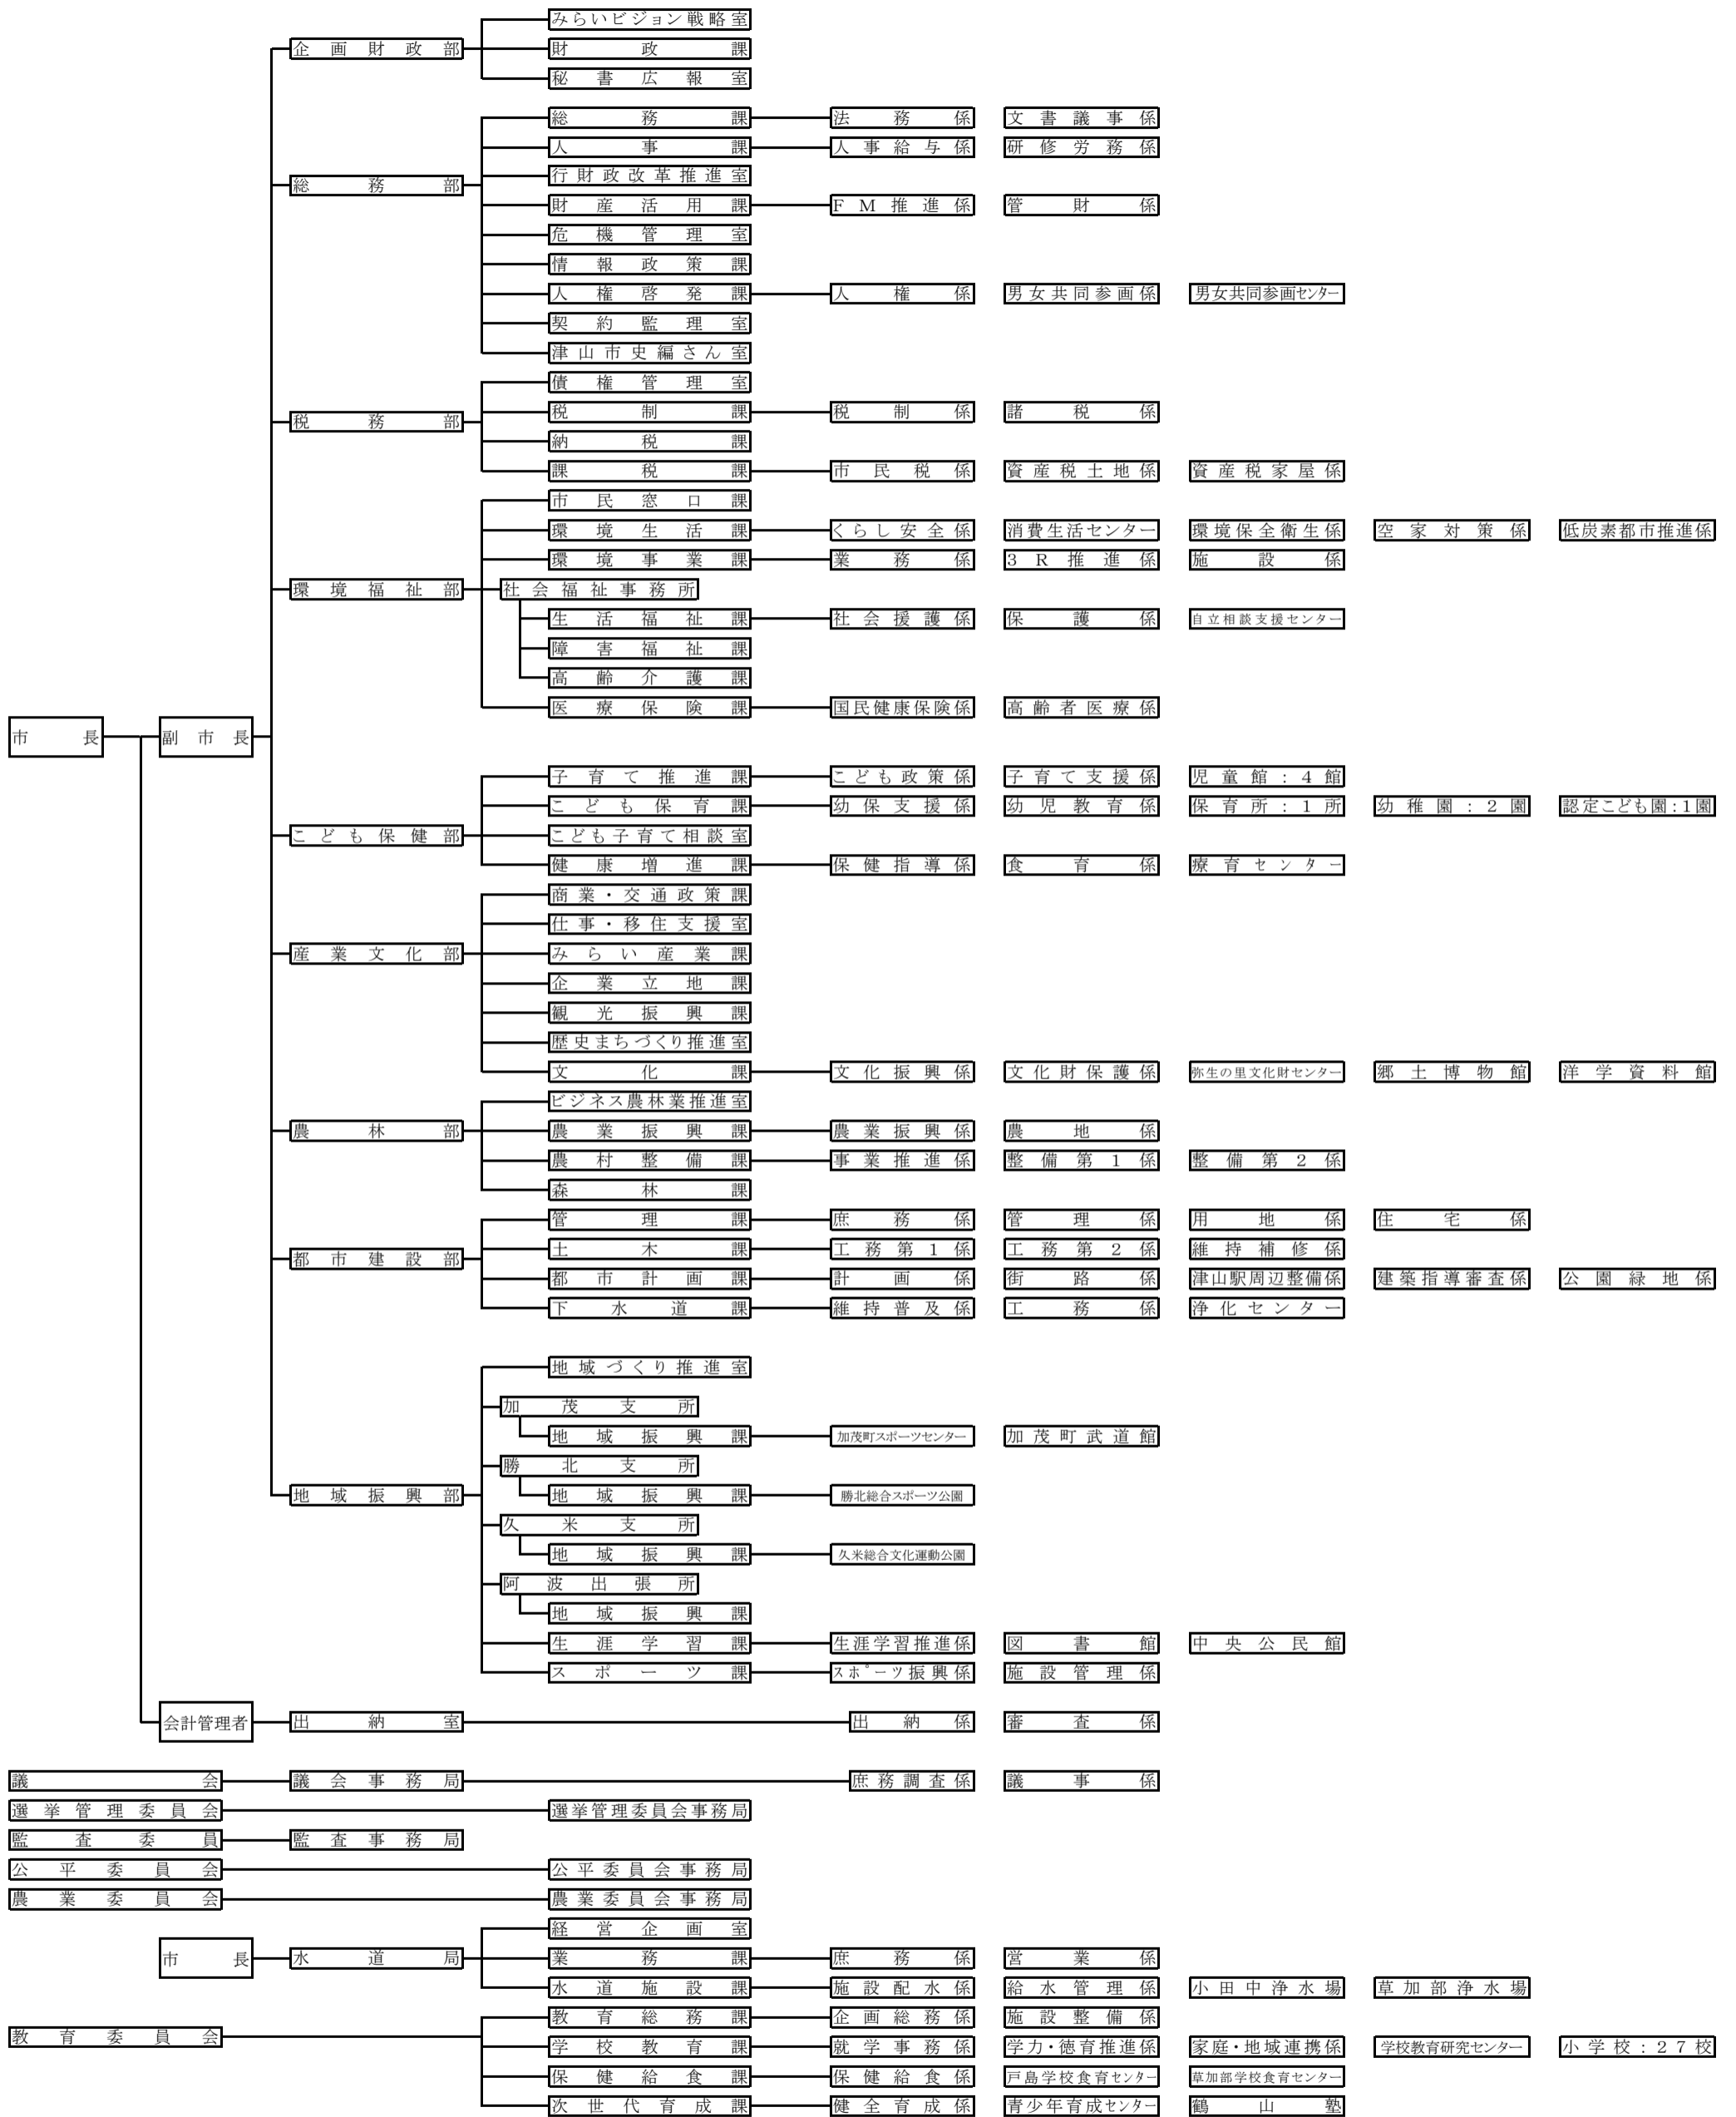 みらいビジョン戦略室
企画財政部 財政課
秘書広報室
総務課 法務係 文書議事係
人事課 人事給与係 研修労務係
行財政改革推進室
総務部
財産活用課 FM推進係 管財係
危機管理室
情報政策課
人権啓発課 人権係 男女共同参画係 男女共同参画センター
契約監理室
津山市史編さん室
債権管理室
税務部 税制課 税制係 諸税係
納税課
課税課 市民税係 資産税土地係 資産税家屋係
市民窓口課
環境生活課 くらし安全係 消費生活センター 環境保全衛生係 空家対策係 低炭素都市推進係
環境事業課 業務係 3R推進係 施設係
環境福祉部 社会福祉事務所
生活福祉課 社会援護係 保護係 自立相談支援センター
障害福祉課
高齢介護課
医療保険課 国民健康保険係 高齢者医療係
市長 副市長
子育て推進課 こども政策係 子育て支援係 児童館:4館
こども保育課 幼保支援係 幼児教育係 保育所:1所 幼稚園:2園 認定こども園:1園
こども保健部 こども子育て相談室
健康増進課 保健指導係 食育係 療育センター
商業・交通政策課
仕事・移住支援室
産業文化部 みらい産業課
企業立地課
観光振興課
歴史まちづくり推進室
文化課 文化振興係 文化財保護係 弥生の里文化財センター 郷土博物館 洋学資料館
ビジネス農林業推進室
農林部 農業振興課 農業振興係 農地係
農村整備課 事業推進係 整備第1係 整備第2係
森林課
管理課 庶務係 管理係 用地係 住宅係
土木課 工務第1係 工務第2係 維持補修係
都市建設部
都市計画課 計画係 街路係 津山駅周辺整備係 建築指導審査係 公園緑地係
下水道課 維持普及係 工務係 浄化センター
地域づくり推進室
加茂支所
地域振興課 加茂町スポーツセンター 加茂町武道館
勝北支所
地域振興部 地域振興課 勝北総合スポーツ公園
久米支所
地域振興課 久米総合文化運動公園
阿波出張所
地域振興課
生涯学習課 生涯学習推進係 図書館 中央公民館
スポーツ課 スポーツ振興係 施設管理係
会計管理者 出納室 出納係 審査係
議会 議会事務局 庶務調査係 議事係
選挙管理委員会 選挙管理委員会事務局
監査委員 監査事務局
公平委員会 公平委員会事務局
農業委員会 農業委員会事務局
経営企画室
市長 水道局 業務課 庶務係 営業係
水道施設課 施設配水係 給水管理係 小田中浄水場 草加部浄水場
教育総務課 企画総務係 施設整備係
教育委員会
学校教育課 就学事務係 学力・徳育推進係 家庭・地域連携係 学校教育研究センター 小学校:27校
保健給食課 保健給食係 戸島学校食育センター 草加部学校食育センター
次世代育成課 健全育成係 青少年育成センター 鶴山塾